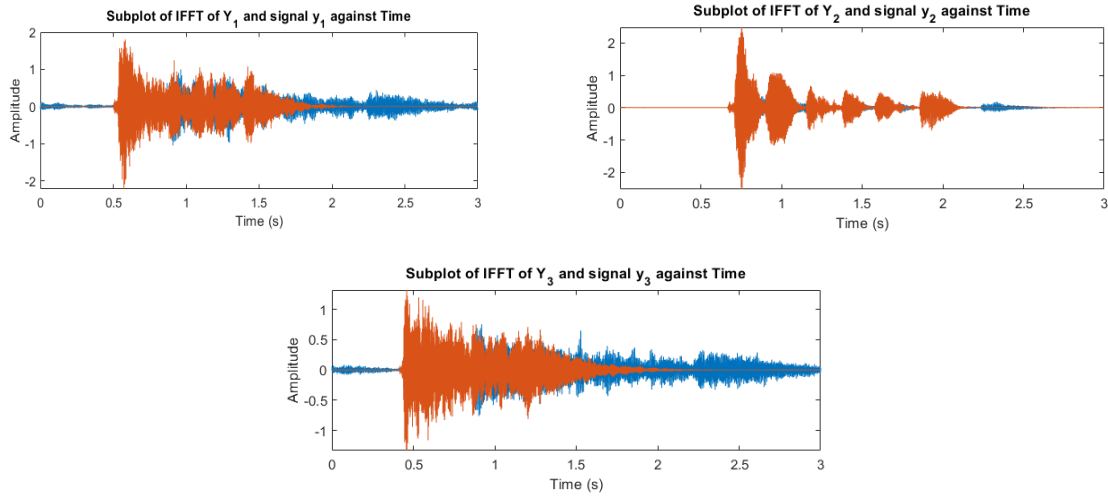 Subplot of IFFT of Y₁ and signal y₁ against Time
2
1
0
-1
-2
Amplitude
0 0.5 1 1.5 2 2.5 3
Time (s)
Subplot of IFFT of Y₂ and signal y₂ against Time
2
1
0
-1
-2
Amplitude
0 0.5 1 1.5 2 2.5 3
Time (s)
Subplot of IFFT of Y₃ and signal y₃ against Time
1
0.5
0
-0.5
-1
Amplitude
0 0.5 1 1.5 2 2.5 3
Time (s)